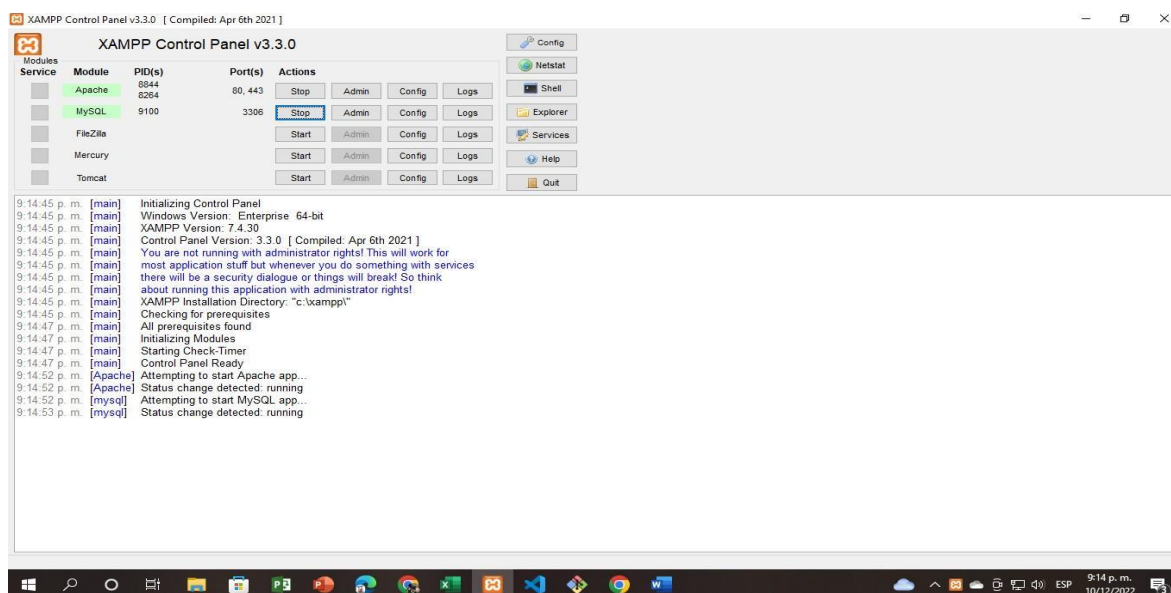 XAMPP Control Panel v3.3.0 [ Compiled: Apr 6th 2021 ]
XAMPP Control Panel v3.3.0
Config
Modules
Service Module PID(s) Port(s) Actions
Netstat
Apache 8844 8264 80, 443 Stop Admin Config Logs
Shell
MySQL 9100 3306 Stop Admin Config Logs
Explorer
FileZilla Start Admin Config Logs
Services
Mercury Start Admin Config Logs
Help
Tomcat Start Admin Config Logs
Quit
9:14:45 p. m. [main] Initializing Control Panel
9:14:45 p. m. [main] Windows Version: Enterprise 64-bit
9:14:45 p. m. [main] XAMPP Version: 7.4.30
9:14:45 p. m. [main] Control Panel Version: 3.3.0 [ Compiled: Apr 6th 2021 ]
9:14:45 p. m. [main] You are not running with administrator rights! This will work for
9:14:45 p. m. [main] most application stuff but whenever you do something with services
9:14:45 p. m. [main] there will be a security dialogue or things will break! So think
9:14:45 p. m. [main] about running this application with administrator rights!
9:14:45 p. m. [main] XAMPP Installation Directory: "c:\xampp\"
9:14:45 p. m. [main] Checking for prerequisites
9:14:47 p. m. [main] All prerequisites found
9:14:47 p. m. [main] Initializing Modules
9:14:47 p. m. [main] Starting Check-Timer
9:14:47 p. m. [main] Control Panel Ready
9:14:52 p. m. [Apache] Attempting to start Apache app...
9:14:52 p. m. [Apache] Status change detected: running
9:14:52 p. m. [mysql] Attempting to start MySQL app...
9:14:53 p. m. [mysql] Status change detected: running
ESP
9:14 p. m.
10/12/2022